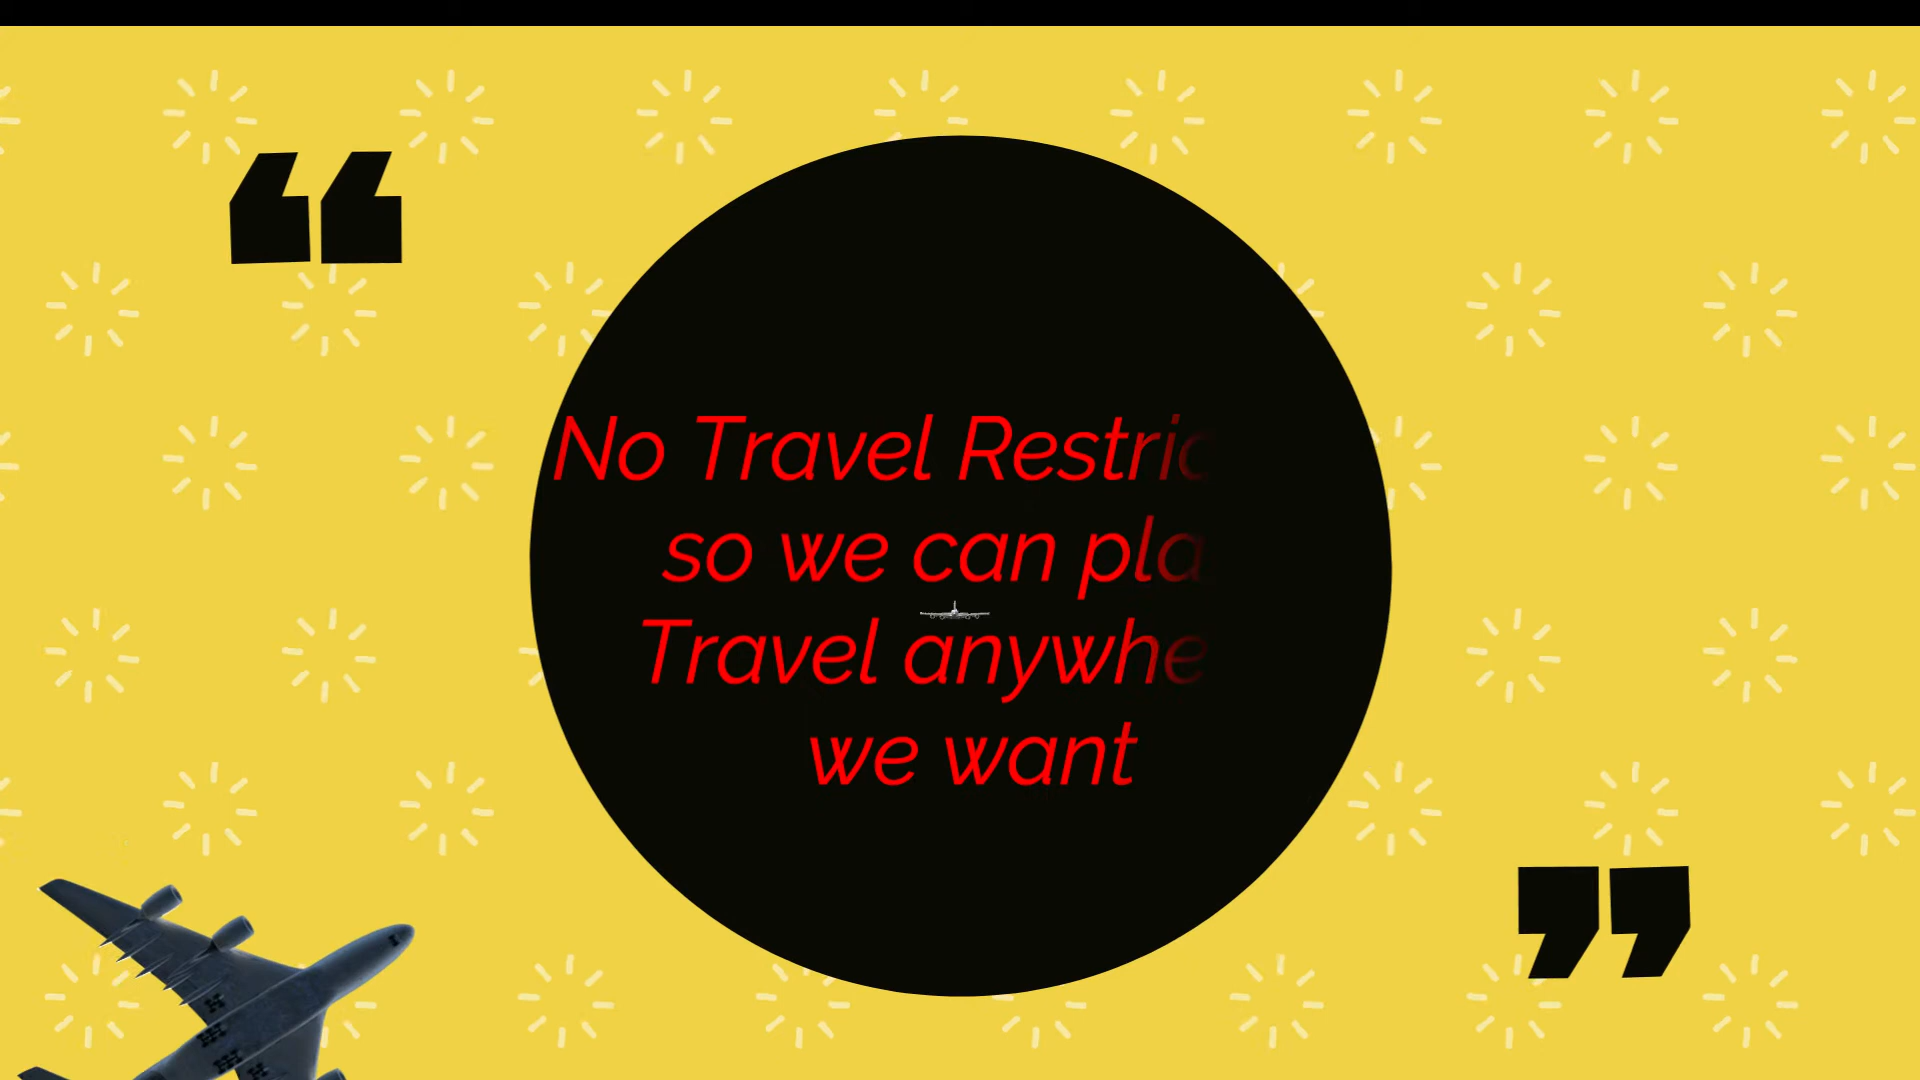 No Travel Restric
so we can pla
Travel anywhe
we want